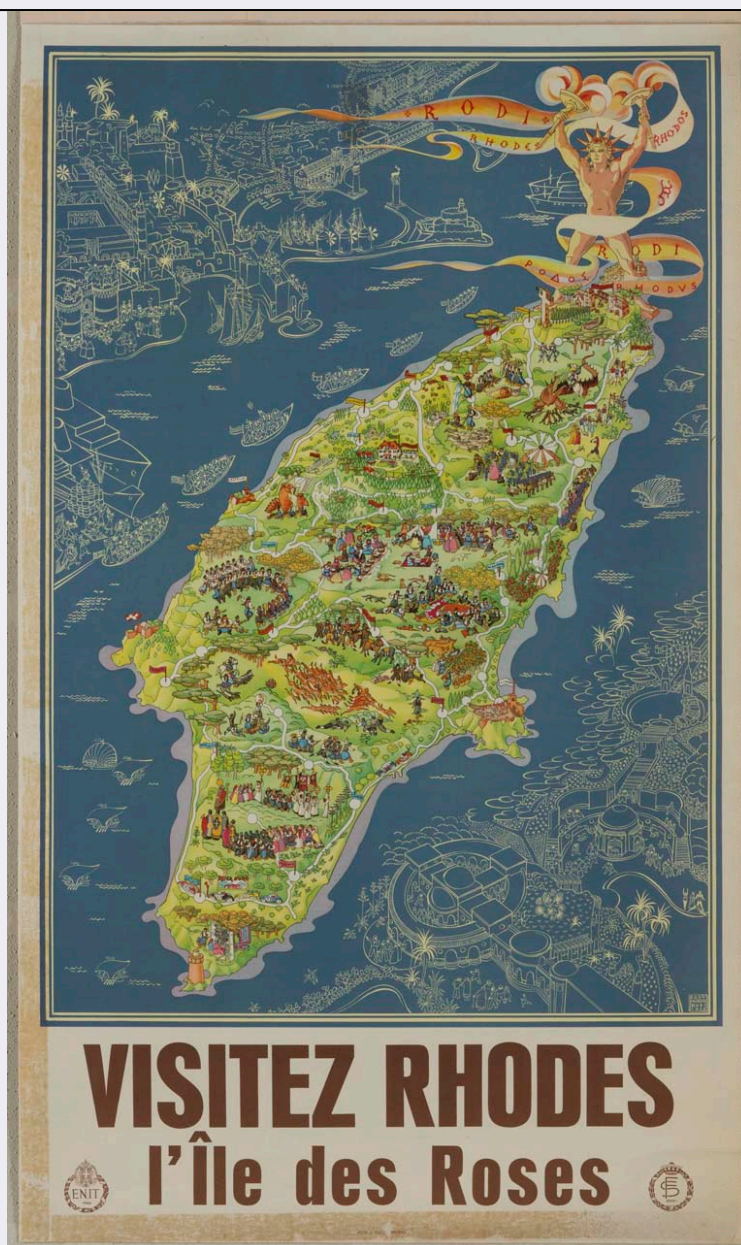 RODI
RHODES
RHODOS
RODI
ΡΟΔΟΣ
RHODVS
VISITEZ RHODES
l'Île des Roses
ENIT